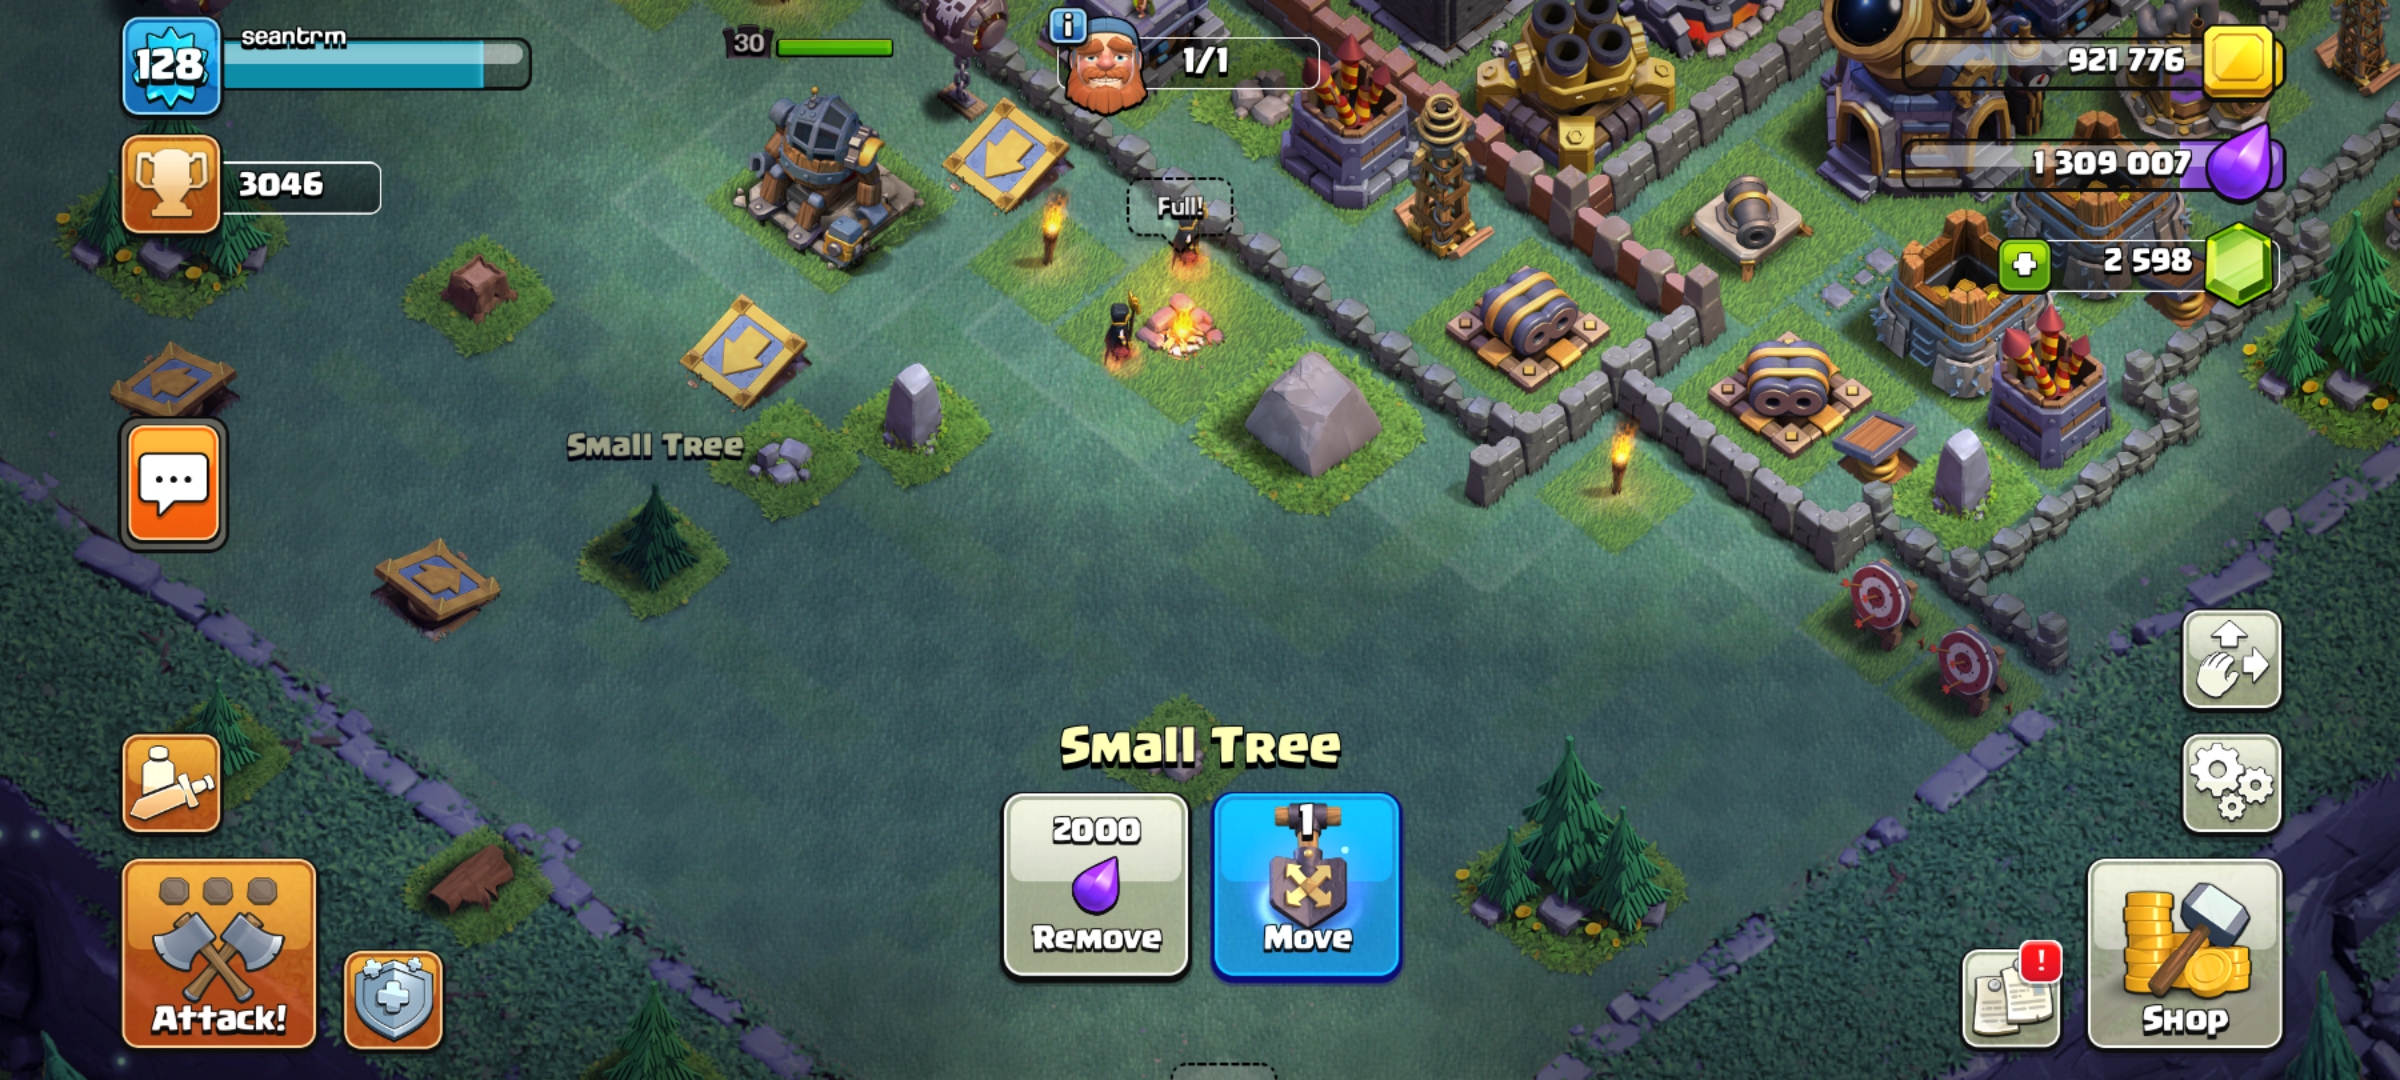 128
seantrm
30
1/1
921 776
3046
1 309 007
Full!
2 598
Small Tree
Small Tree
2000
Remove
1
Move
Attack!
!
Shop